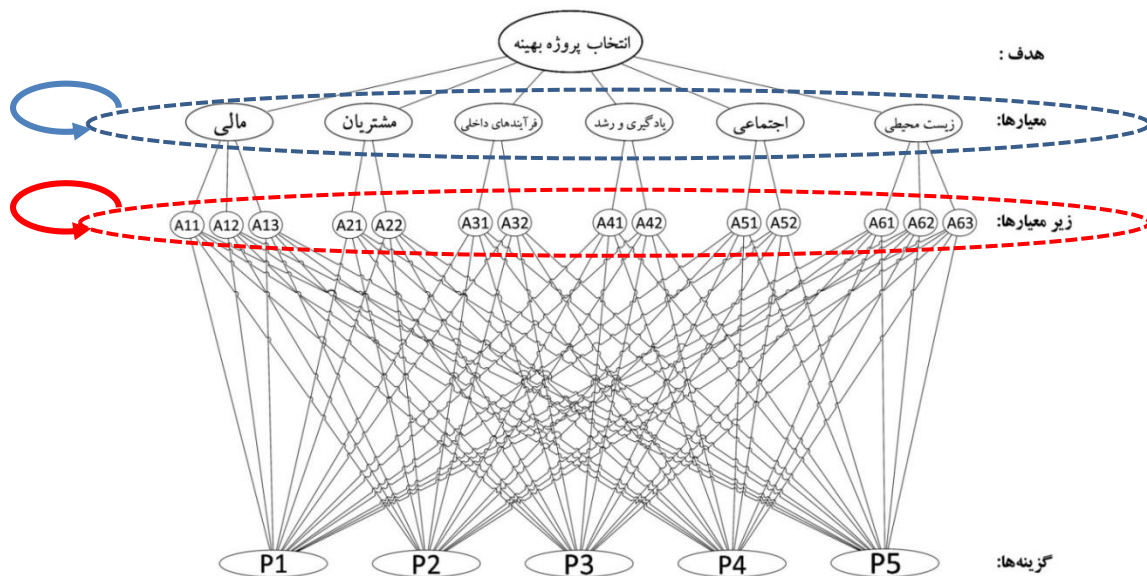 انتخاب پروژه بهینه
هدف :
معیارها:
زیست محیطی
اجتماعی
یادگیری و رشد
فرآیندهای داخلی
مشتریان
مالی
زیر معیارها:
A11 A12 A13 A21 A22 A31 A32 A41 A42 A51 A52 A61 A62 A63
گزینه‌ها:
P1 P2 P3 P4 P5